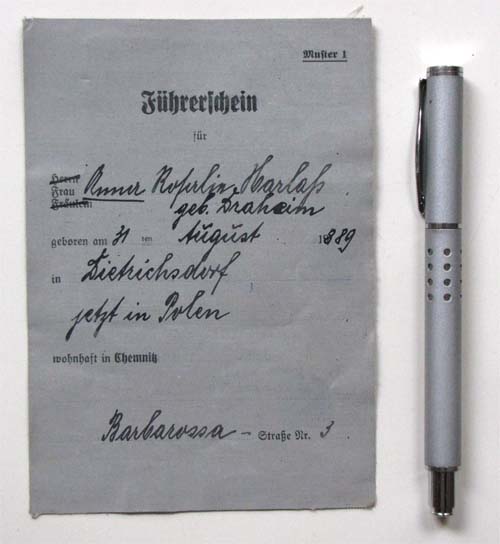 Muster 1
Führerschein
für
Herrn
Frau Anna Rosalie Harlaß
Fräulein geb. Draheim
geboren am 31 ten August 1889
in Dietrichsdorf
jetzt in Polen
wohnhaft in Chemnitz
Barbarossa - Straße Nr. 3.